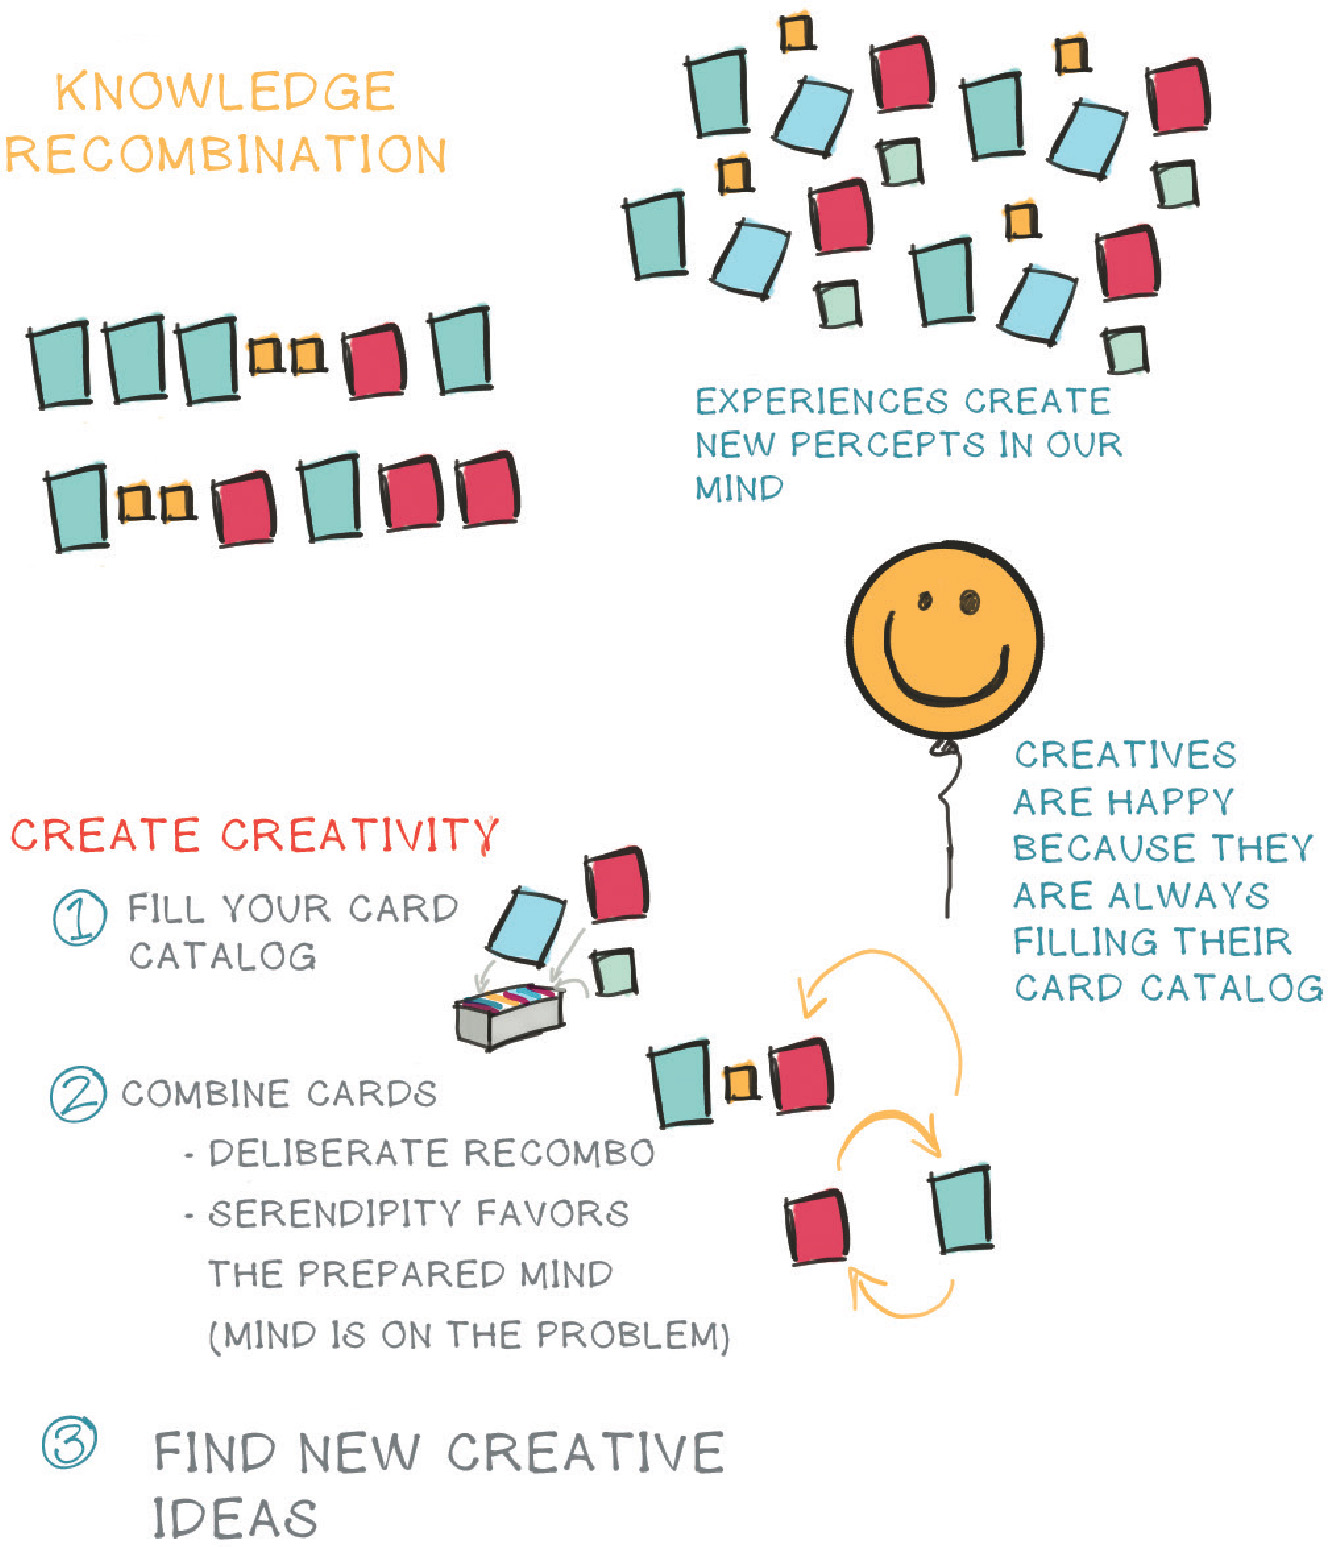 KNOWLEDGE
RECOMBINATION
EXPERIENCES CREATE
NEW PERCEPTS IN OUR
MIND
CREATIVES
ARE HAPPY
BECAUSE THEY
ARE ALWAYS
FILLING THEIR
CARD CATALOG
CREATE CREATIVITY
1 FILL YOUR CARD
CATALOG
2 COMBINE CARDS
- DELIBERATE RECOMBO
- SERENDIPITY FAVORS
THE PREPARED MIND
(MIND IS ON THE PROBLEM)
3 FIND NEW CREATIVE
IDEAS